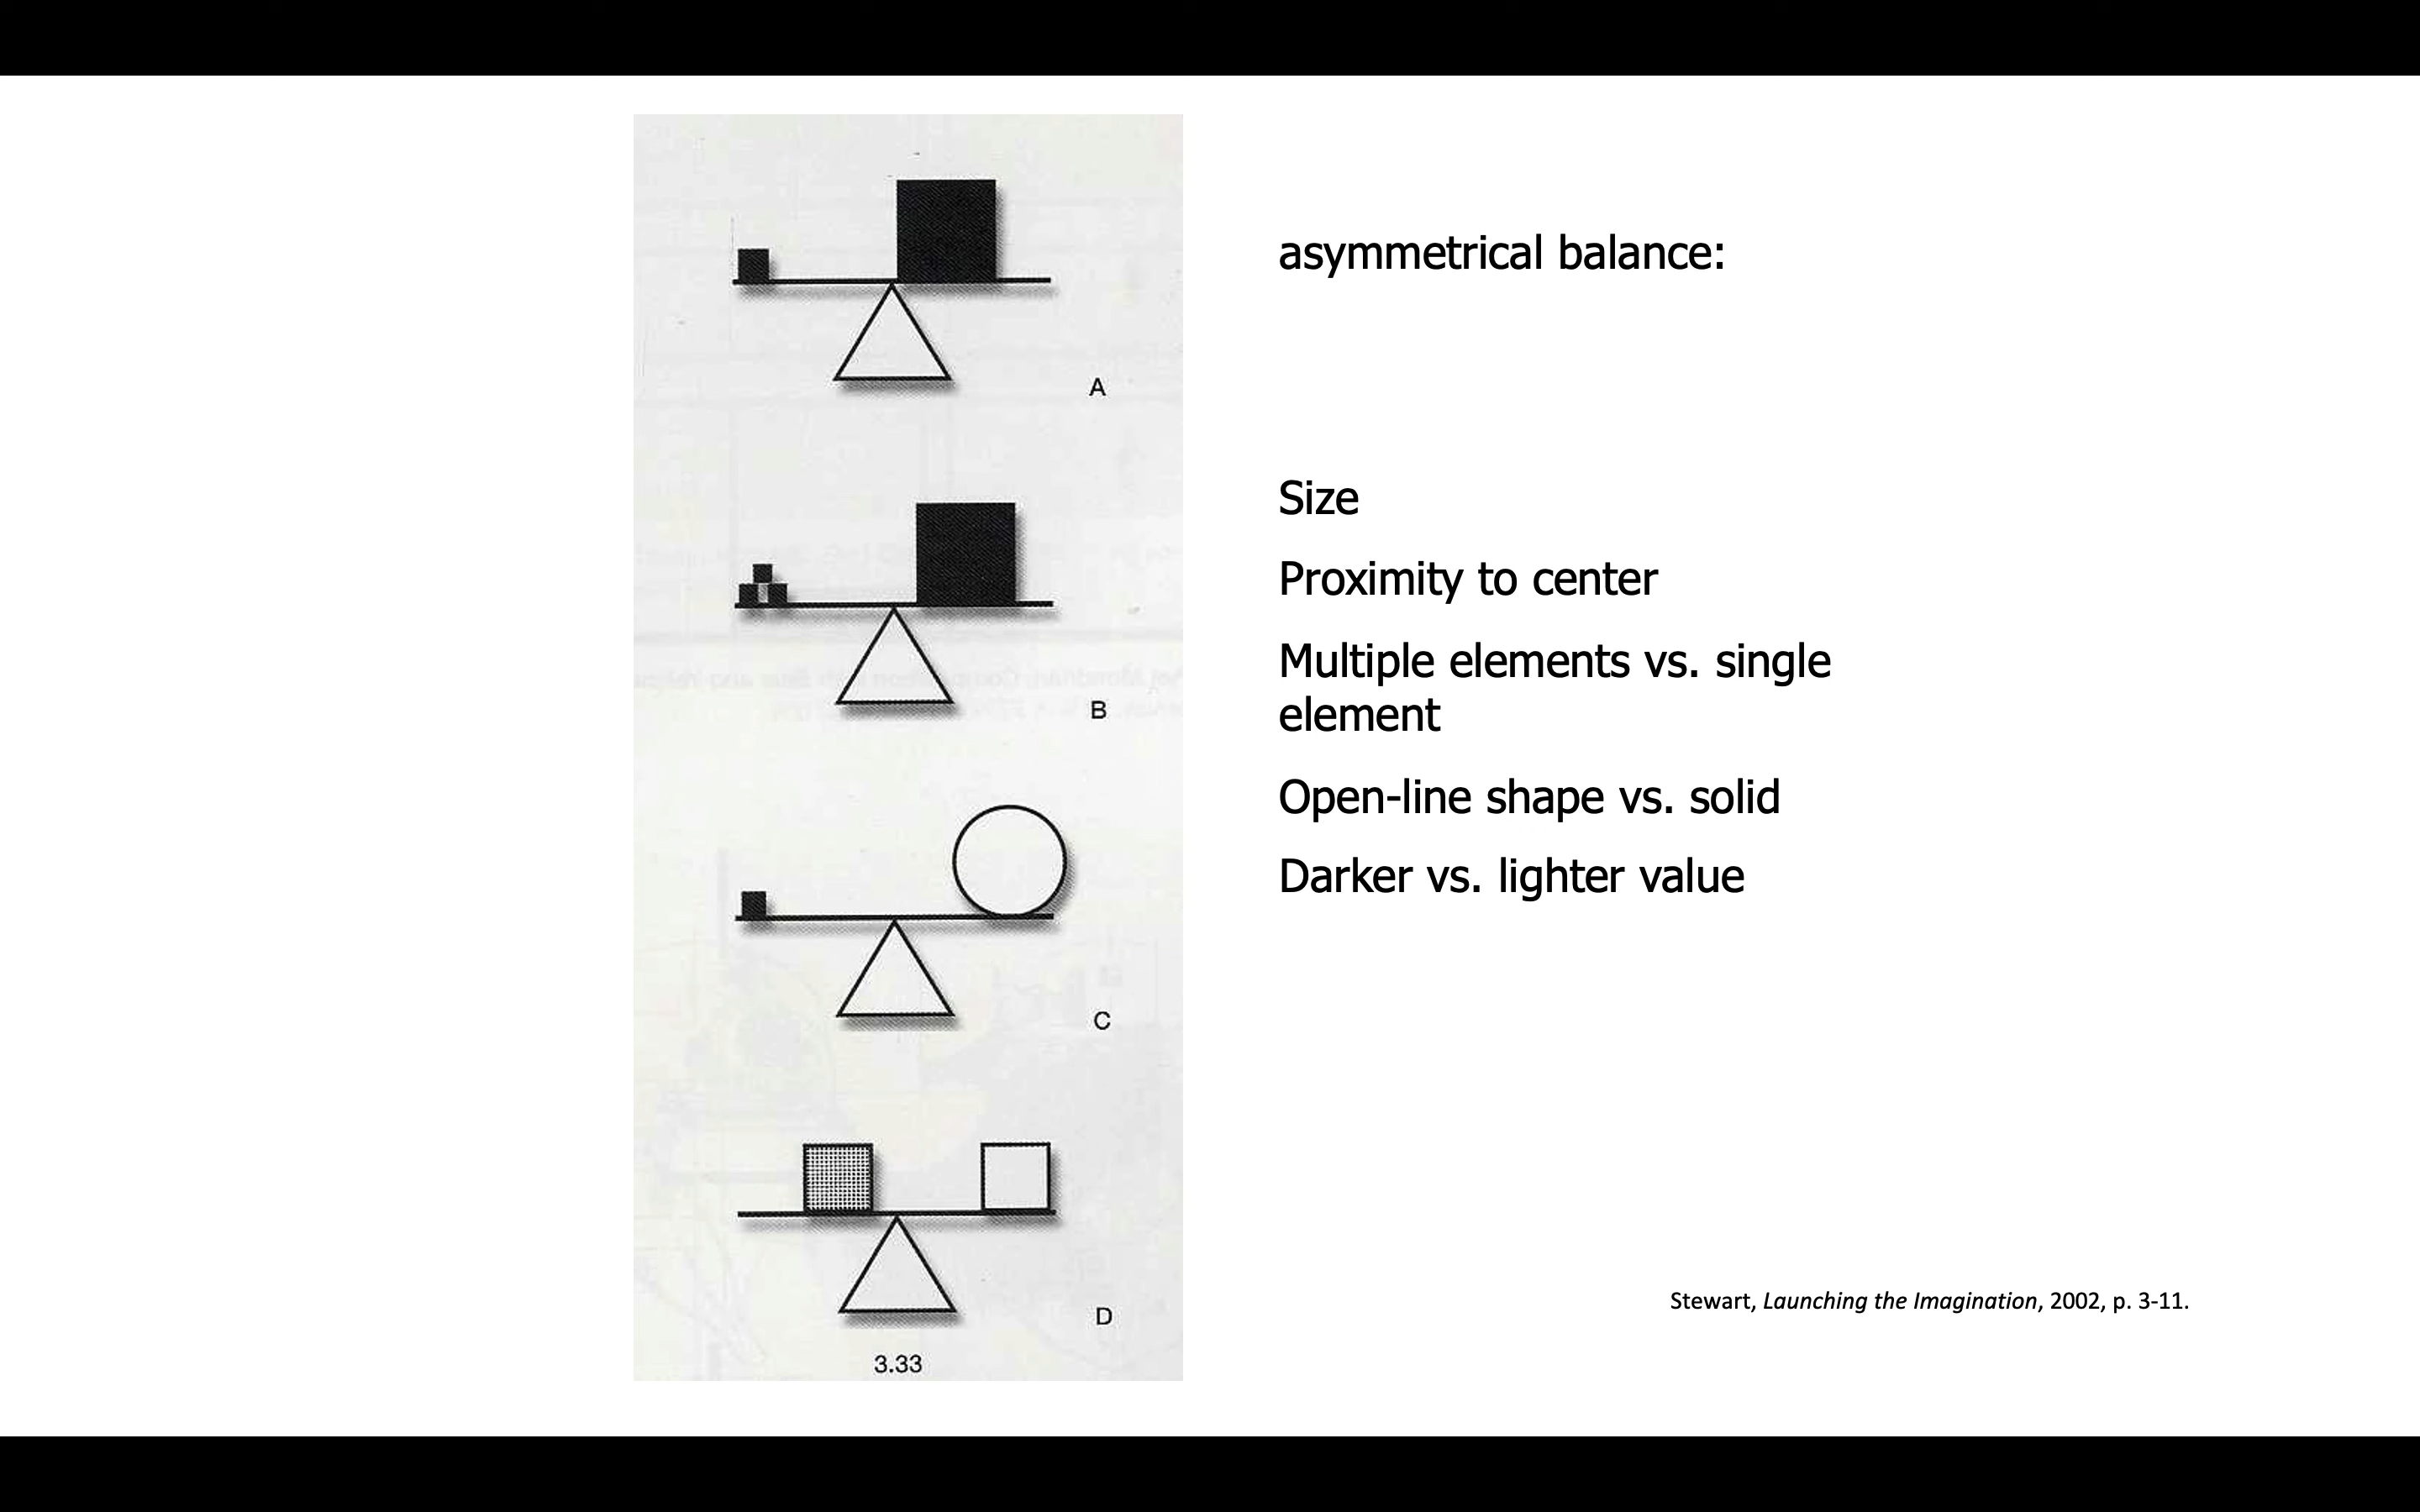 A
B
C
D
3.33
asymmetrical balance:
Size
Proximity to center
Multiple elements vs. single
element
Open-line shape vs. solid
Darker vs. lighter value
Stewart, Launching the Imagination, 2002, p. 3-11.